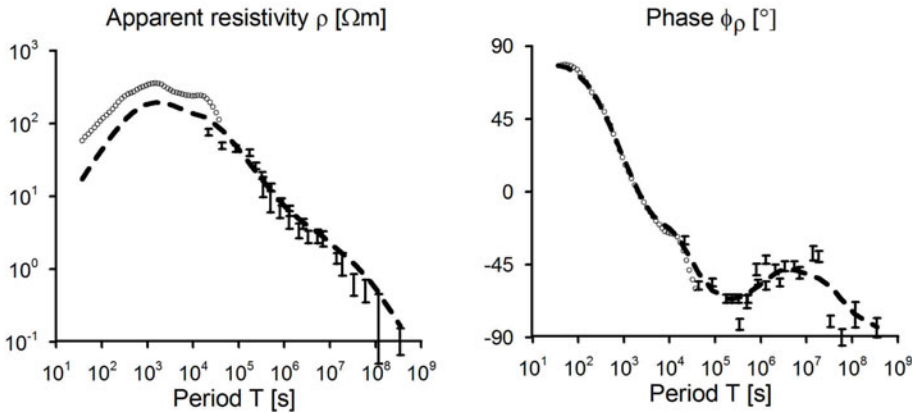 Apparent resistivity ρ [Ωm]
10³
10²
10¹
10⁰
10⁻¹
10¹ 10² 10³ 10⁴ 10⁵ 10⁶ 10⁷ 10⁸ 10⁹
Period T [s]
Phase ϕρ [°]
90
45
0
-45
-90
10¹ 10² 10³ 10⁴ 10⁵ 10⁶ 10⁷ 10⁸ 10⁹
Period T [s]